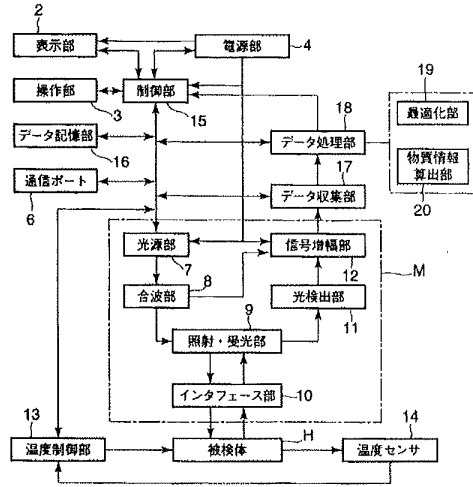 2
表示部
電源部
4
操作部
3
制御部
15
19
最適化部
18
データ記憶部
16
データ処理部
物質情報
算出部
20
17
通信ポート
6
データ収集部
光源部
7
信号増幅部
12
M
8
合波部
光検出部
11
9
照射・受光部
インタフェース部
10
13
温度制御部
H
被検体
14
温度センサ